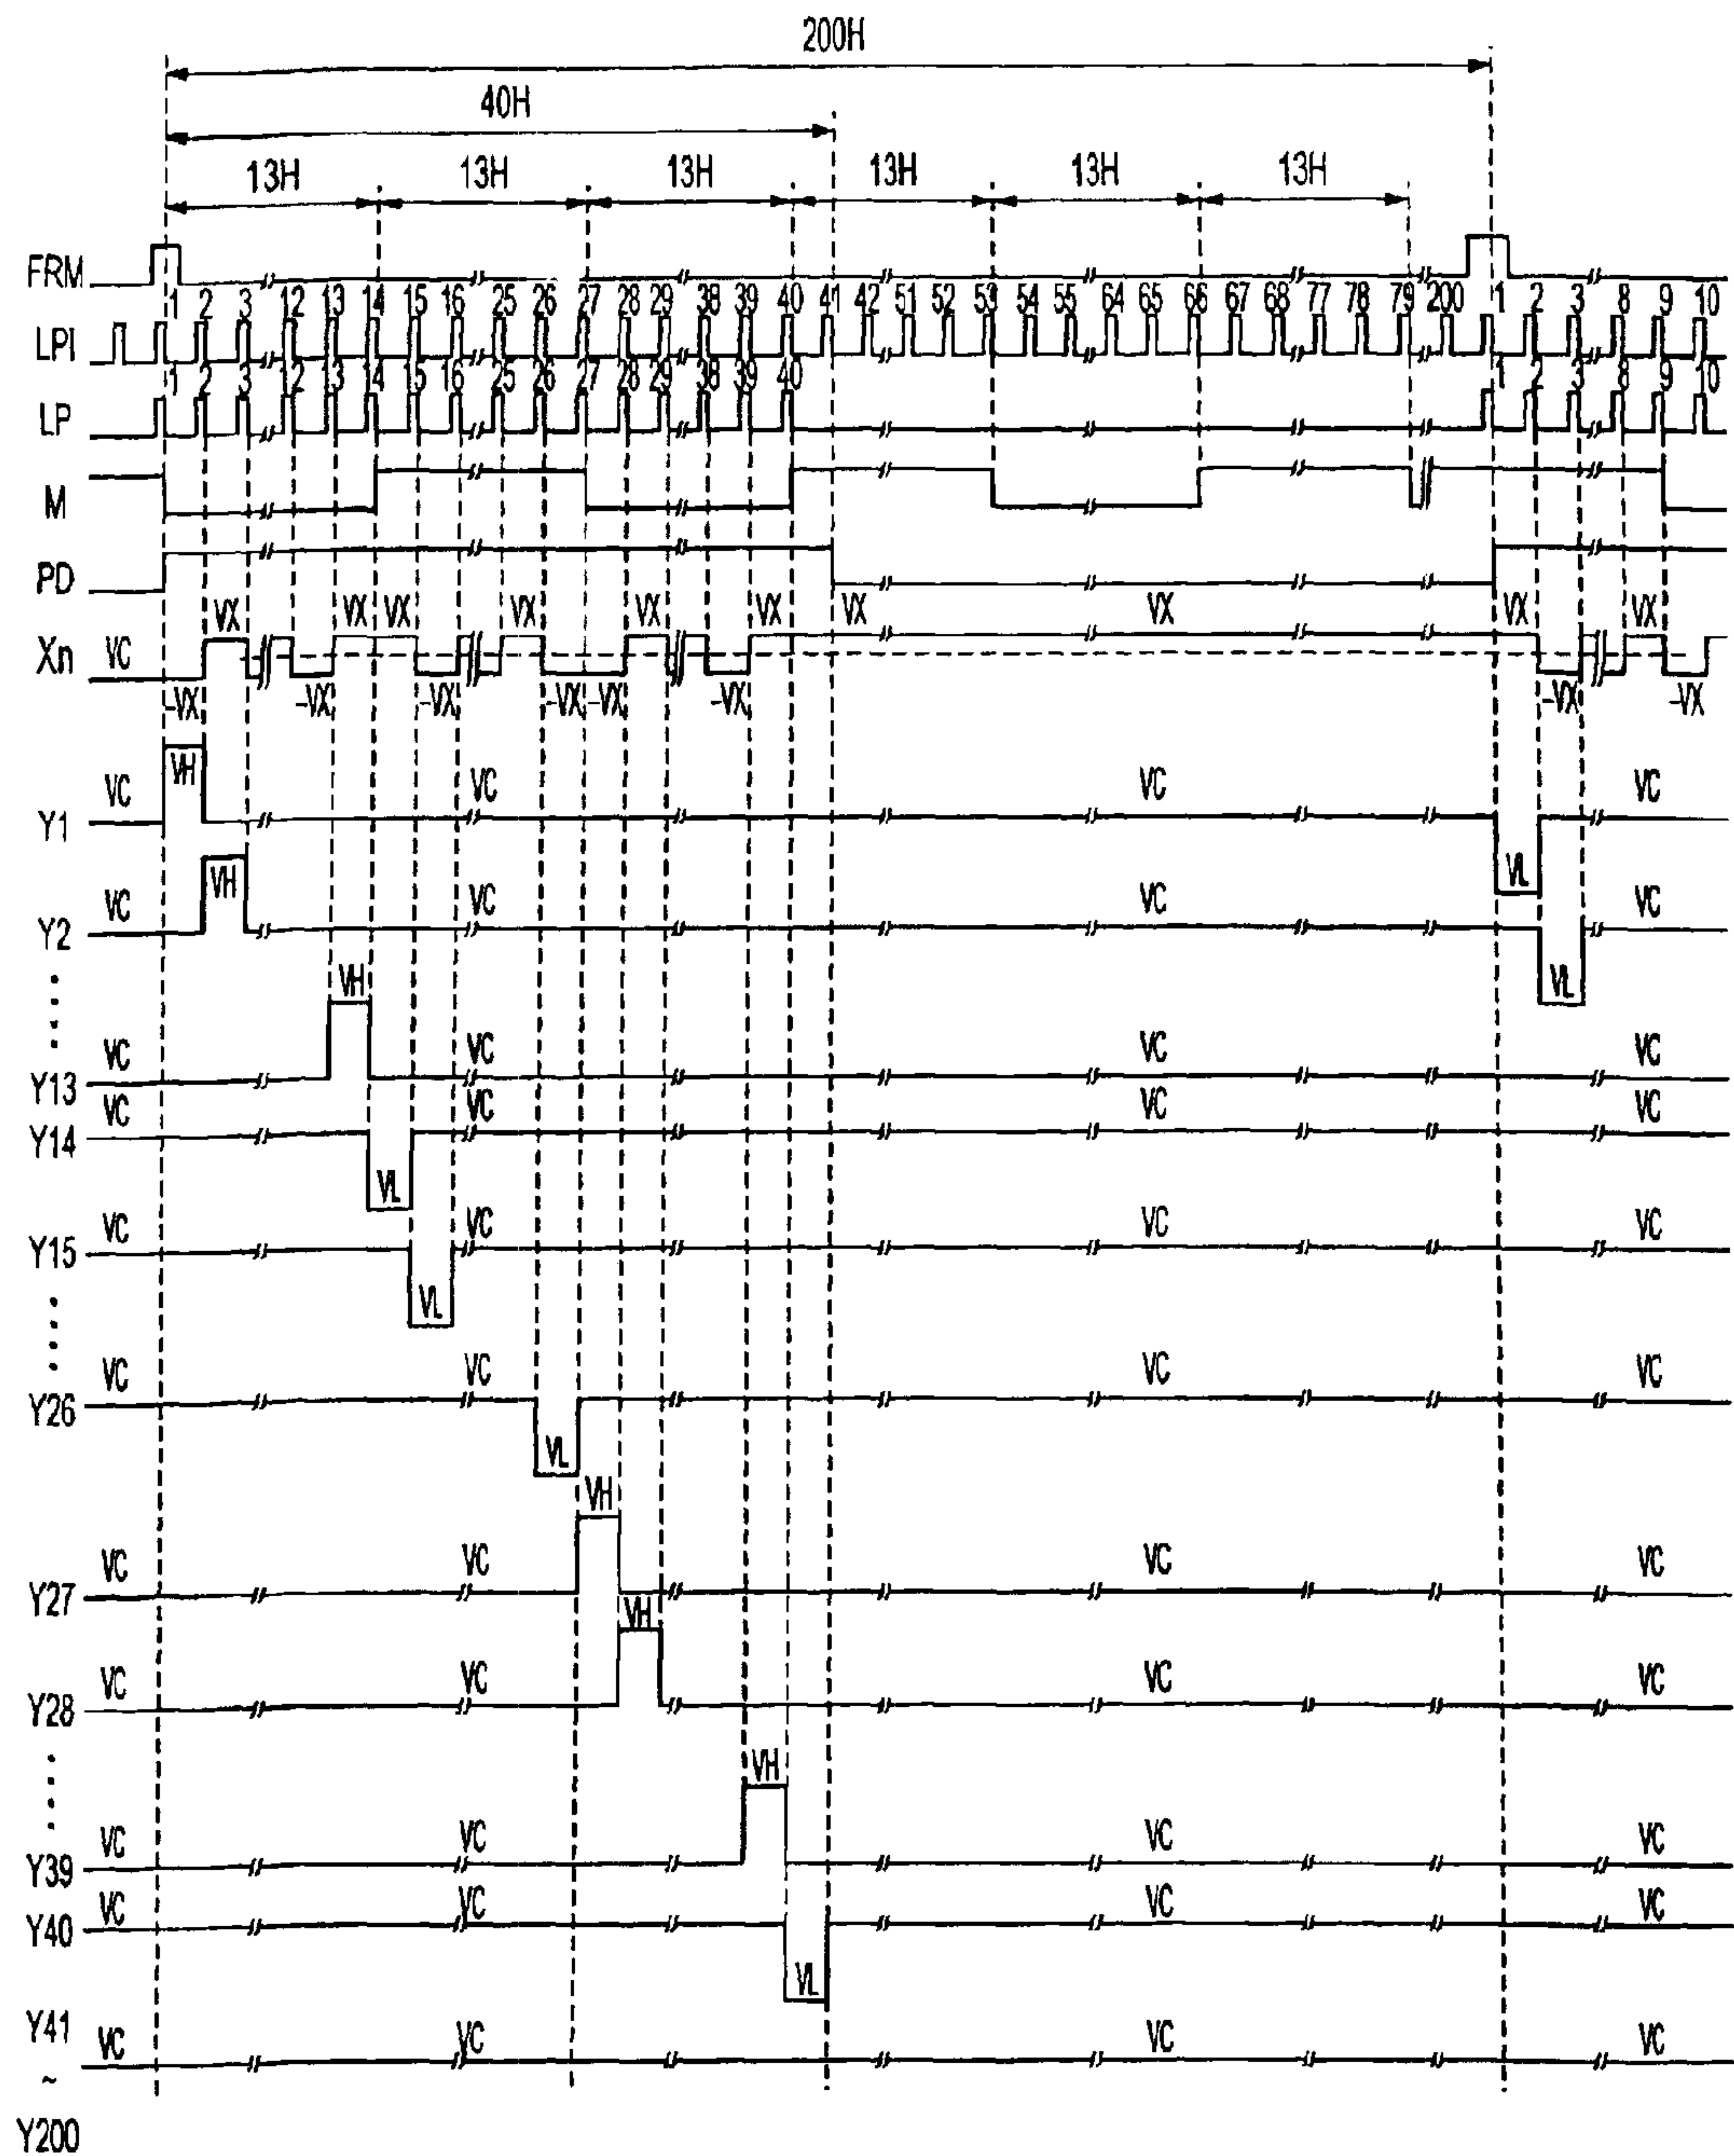 200H
40H
13H 13H 13H 13H 13H 13H
FRM
1 2 3 12 13 14 15 16 25 26 27 28 29 38 39 40 41 42 51 52 53 54 55 64 65 66 67 68 77 78 79 200 1 2 3 8 9 10
LPI
1 2 3 12 13 14 15 16 25 26 27 28 29 38 39 40 1 2 3 8 9 10
LP
M
PD
VX VX VX VX VX VX VX VX VX VX
Xn VC
-VX -VX -VX -VX -VX -VX -VX -VX
VH
Y1 VC VC VC VC
VL
VH
Y2 VC VC VC VC
VL
VH
Y13 VC VC VC VC
Y14 VC VC VC VC
VL
Y15 VC VC VC VC
VL
Y26 VC VC VC VC
VL
VH
Y27 VC VC VC VC
VH
Y28 VC VC VC VC
VH
Y39 VC VC VC VC
Y40 VC VC VC VC
VL
Y41 VC VC VC VC
~
Y200